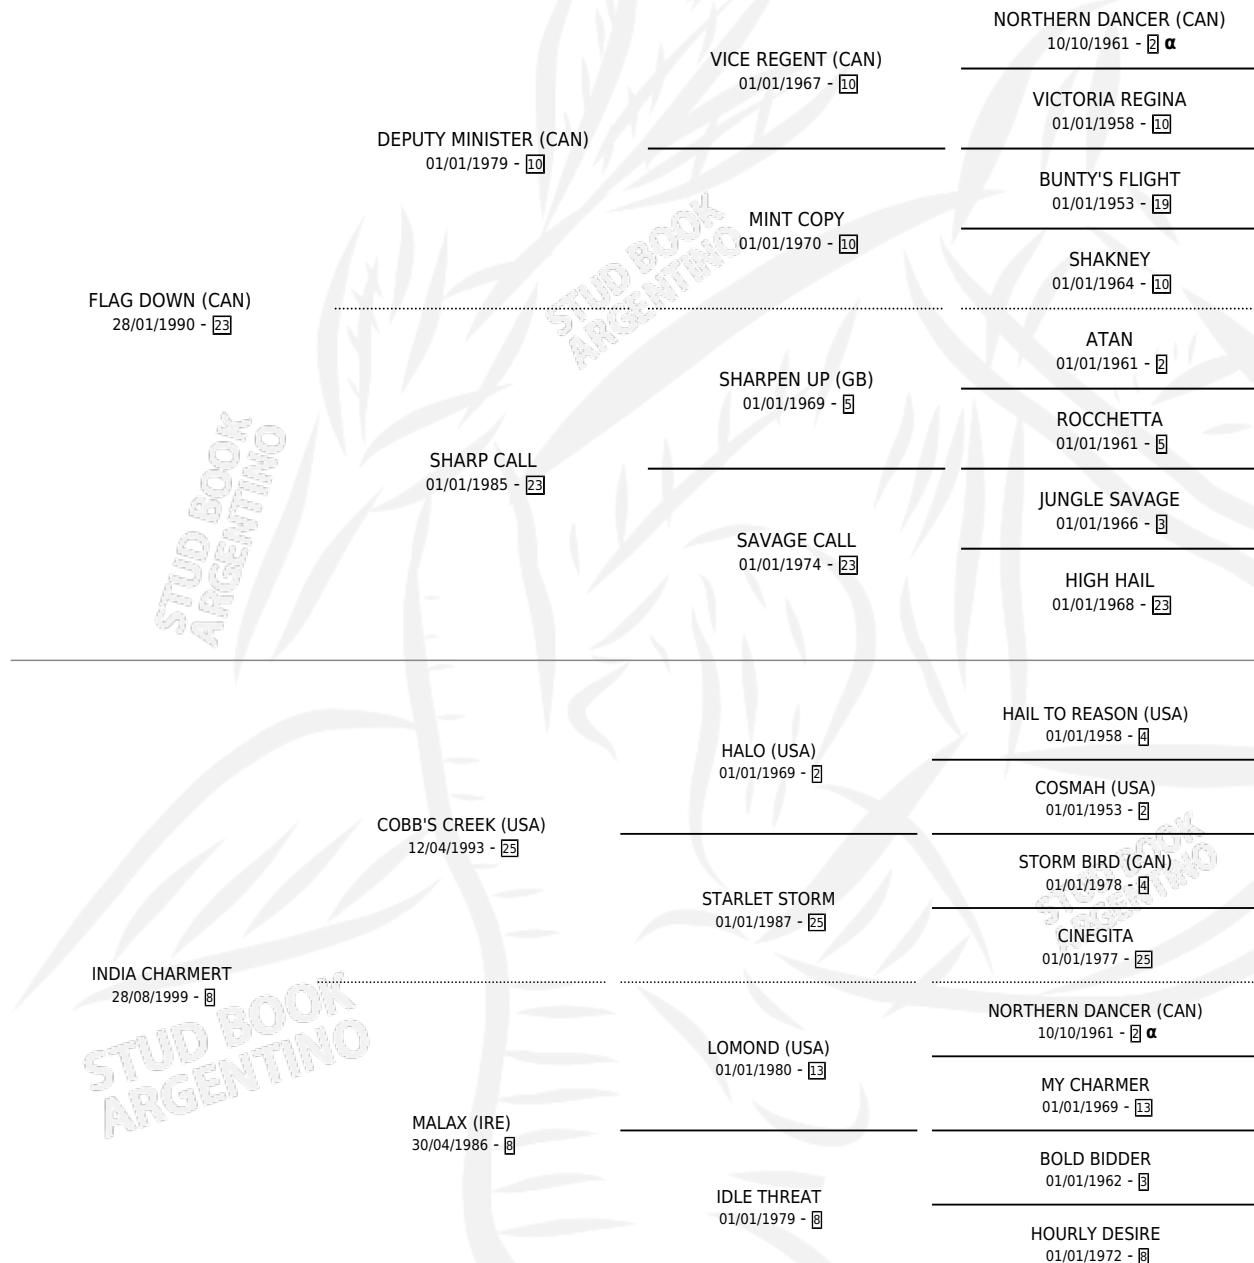 NORTHERN DANCER (CAN)
10/10/1961 - 2 α
VICE REGENT (CAN)
01/01/1967 - 10
VICTORIA REGINA
01/01/1958 - 10
DEPUTY MINISTER (CAN)
01/01/1979 - 10
BUNTY'S FLIGHT
01/01/1953 - 19
MINT COPY
01/01/1970 - 10
SHAKNEY
01/01/1964 - 10
FLAG DOWN (CAN)
28/01/1990 - 23
STUD BOOK
ARGENTINO
ATAN
01/01/1961 - 2
SHARPEN UP (GB)
01/01/1969 - 5
ROCCHETTA
01/01/1961 - 5
SHARP CALL
01/01/1985 - 23
JUNGLE SAVAGE
01/01/1966 - 3
SAVAGE CALL
01/01/1974 - 23
HIGH HAIL
01/01/1968 - 23
STUD BOOK
ARGENTINO
HAIL TO REASON (USA)
01/01/1958 - 4
HALO (USA)
01/01/1969 - 2
COSMAH (USA)
01/01/1953 - 2
COBB'S CREEK (USA)
12/04/1993 - 25
STORM BIRD (CAN)
01/01/1978 - 4
STUD BOOK
ARGENTINO
STARLET STORM
01/01/1987 - 25
CINEGITA
01/01/1977 - 25
INDIA CHARMERT
28/08/1999 - 8
STUD BOOK
ARGENTINO
NORTHERN DANCER (CAN)
10/10/1961 - 2 α
LOMOND (USA)
01/01/1980 - 13
MY CHARMER
01/01/1969 - 13
MALAX (IRE)
30/04/1986 - 8
BOLD BIDDER
01/01/1962 - 3
IDLE THREAT
01/01/1979 - 8
HOURLY DESIRE
01/01/1972 - 8